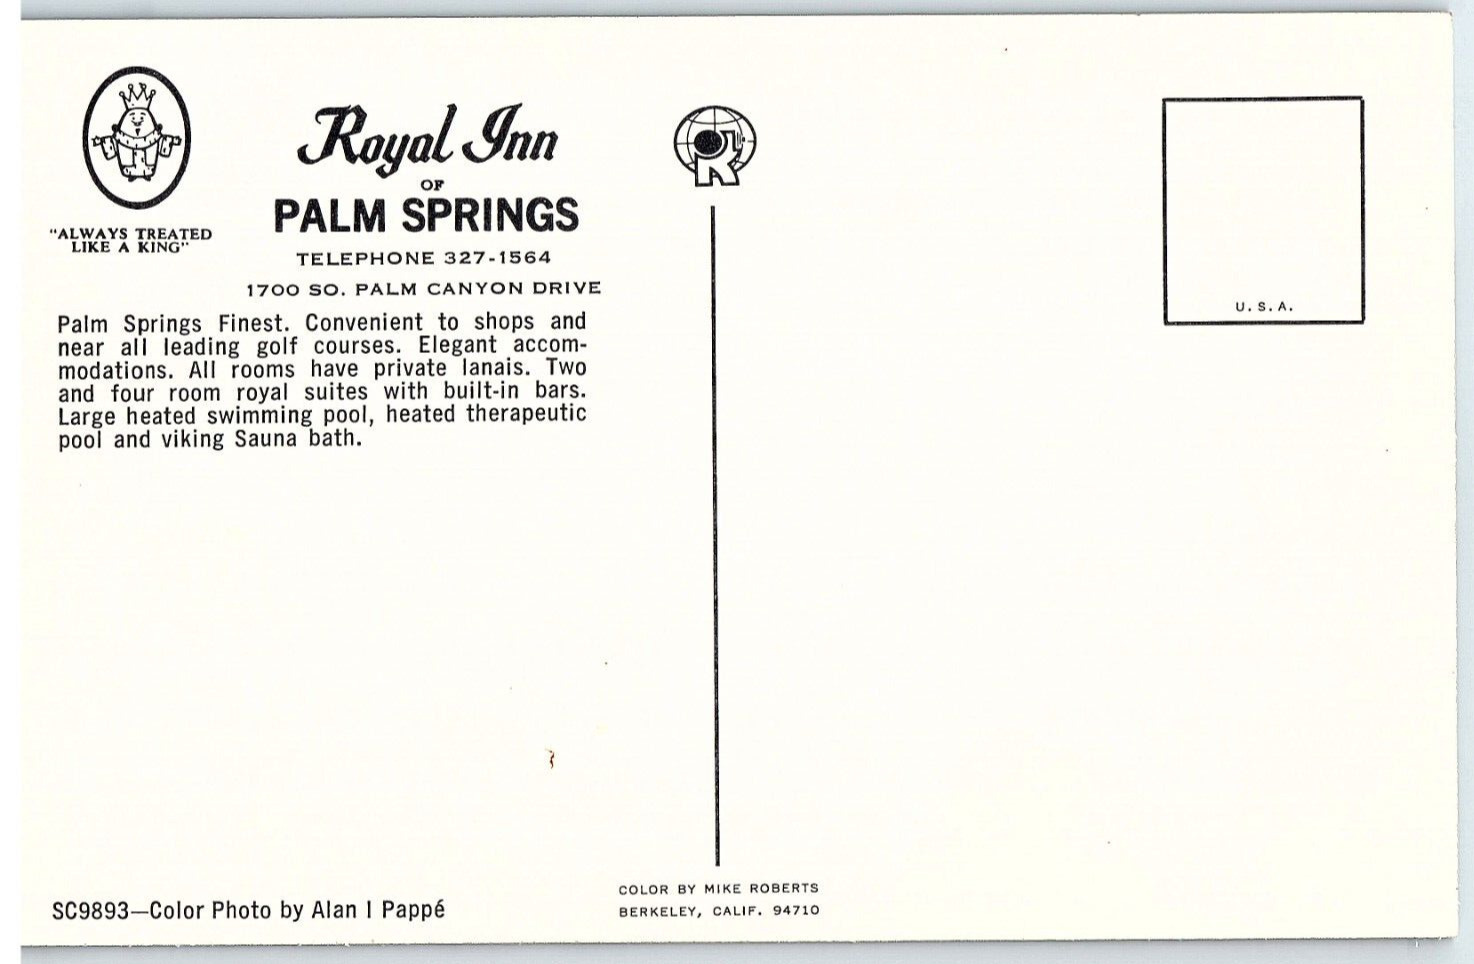 "ALWAYS TREATED
LIKE A KING"
Royal Inn
OF
PALM SPRINGS
TELEPHONE 327-1564
1700 SO. PALM CANYON DRIVE
Palm Springs Finest. Convenient to shops and
near all leading golf courses. Elegant accom-
modations. All rooms have private lanais. Two
and four room royal suites with built-in bars.
Large heated swimming pool, heated therapeutic
pool and viking Sauna bath.
SC9893—Color Photo by Alan I Pappé
R
COLOR BY MIKE ROBERTS
BERKELEY, CALIF. 94710
U.S.A.